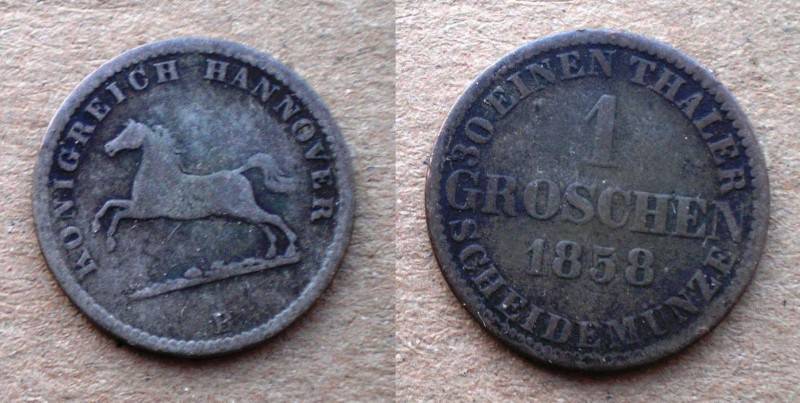 KÖNIGREICH HANNOVER
B
30 EINEN THALER
1
GROSCHEN
1858
SCHEIDEMÜNZE